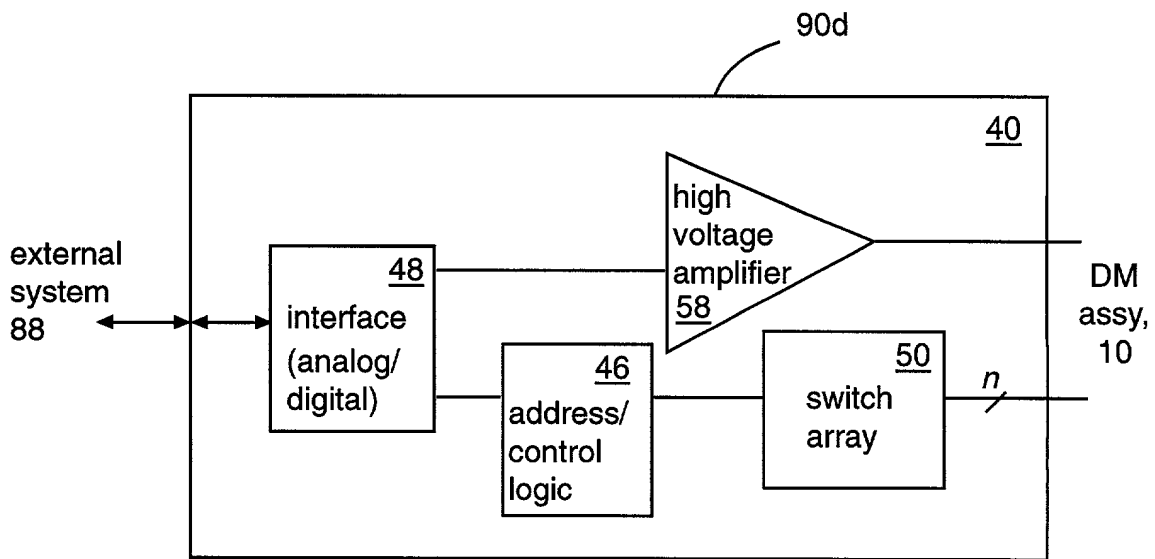 90d
40
high
voltage
amplifier
58
external
system
88
48
interface
(analog/
digital)
DM
assy,
10
46
address/
control
logic
50
switch
array
n